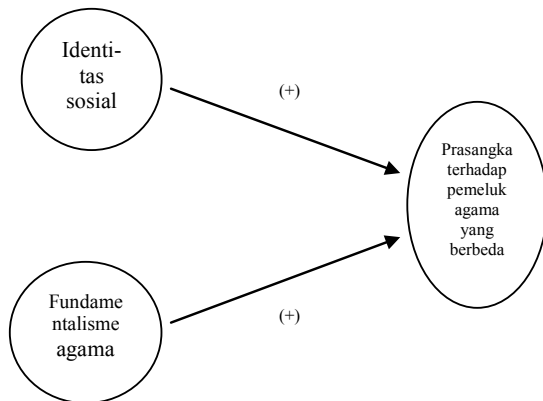 Identi-
tas
sosial
(+)
Prasangka
terhadap
pemeluk
agama
yang
berbeda
Fundame
ntalisme
agama
(+)